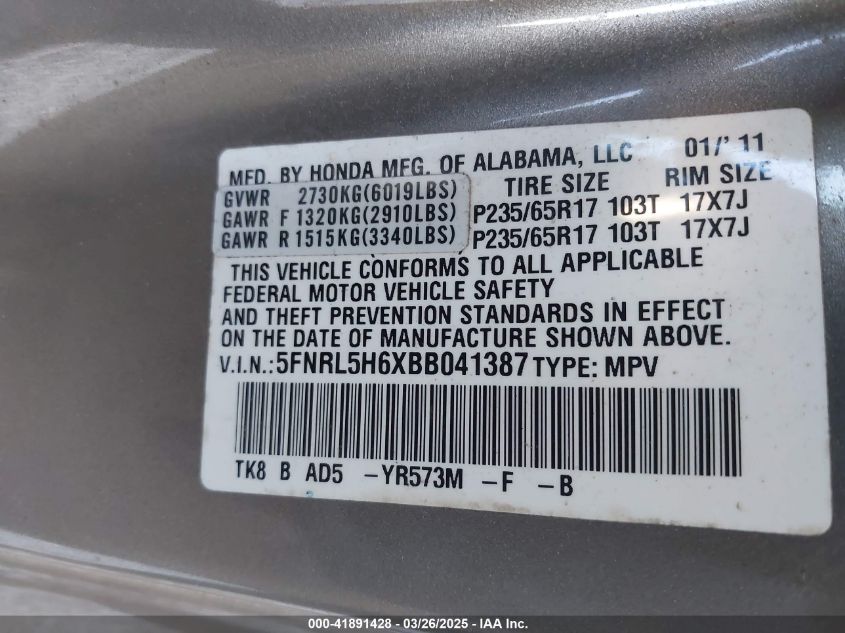 MFD. BY HONDA MFG. OF ALABAMA, LLC 01/'11
GVWR 2730KG(6019LBS) TIRE SIZE RIM SIZE
GAWR F 1320KG(2910LBS) P235/65R17 103T 17X7J
GAWR R 1515KG(3340LBS) P235/65R17 103T 17X7J
THIS VEHICLE CONFORMS TO ALL APPLICABLE
FEDERAL MOTOR VEHICLE SAFETY
AND THEFT PREVENTION STANDARDS IN EFFECT
ON THE DATE OF MANUFACTURE SHOWN ABOVE.
V.I.N.:5FNRL5H6XBB041387 TYPE: MPV
TK8 B AD5 -YR573M -F -B
000-41891428 - 03/26/2025 - IAA Inc.